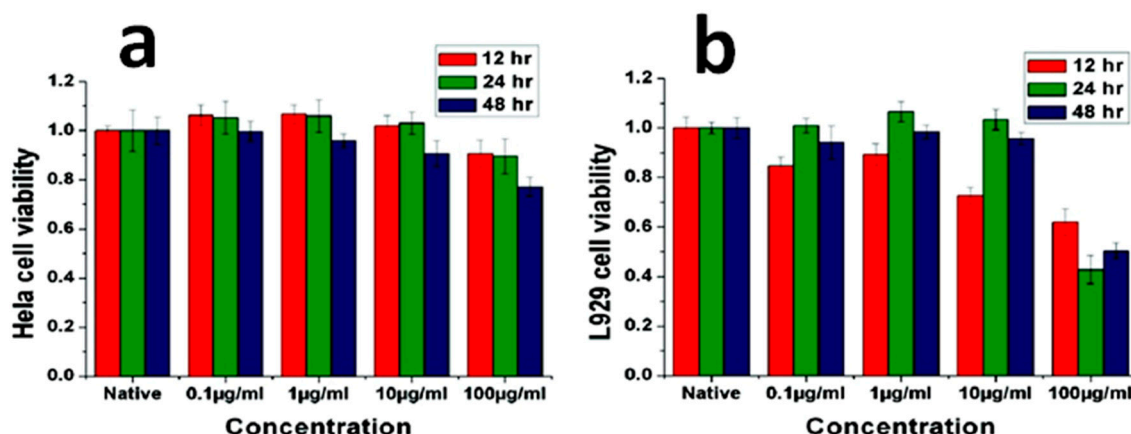 a
12 hr
24 hr
48 hr
1.2
1.0
0.8
0.6
0.4
0.2
0.0
Hela cell viability
Native 0.1μg/ml 1μg/ml 10μg/ml 100μg/ml
Concentration
b
12 hr
24 hr
48 hr
1.2
1.0
0.8
0.6
0.4
0.2
0.0
L929 cell viability
Native 0.1μg/ml 1μg/ml 10μg/ml 100μg/ml
Concentration